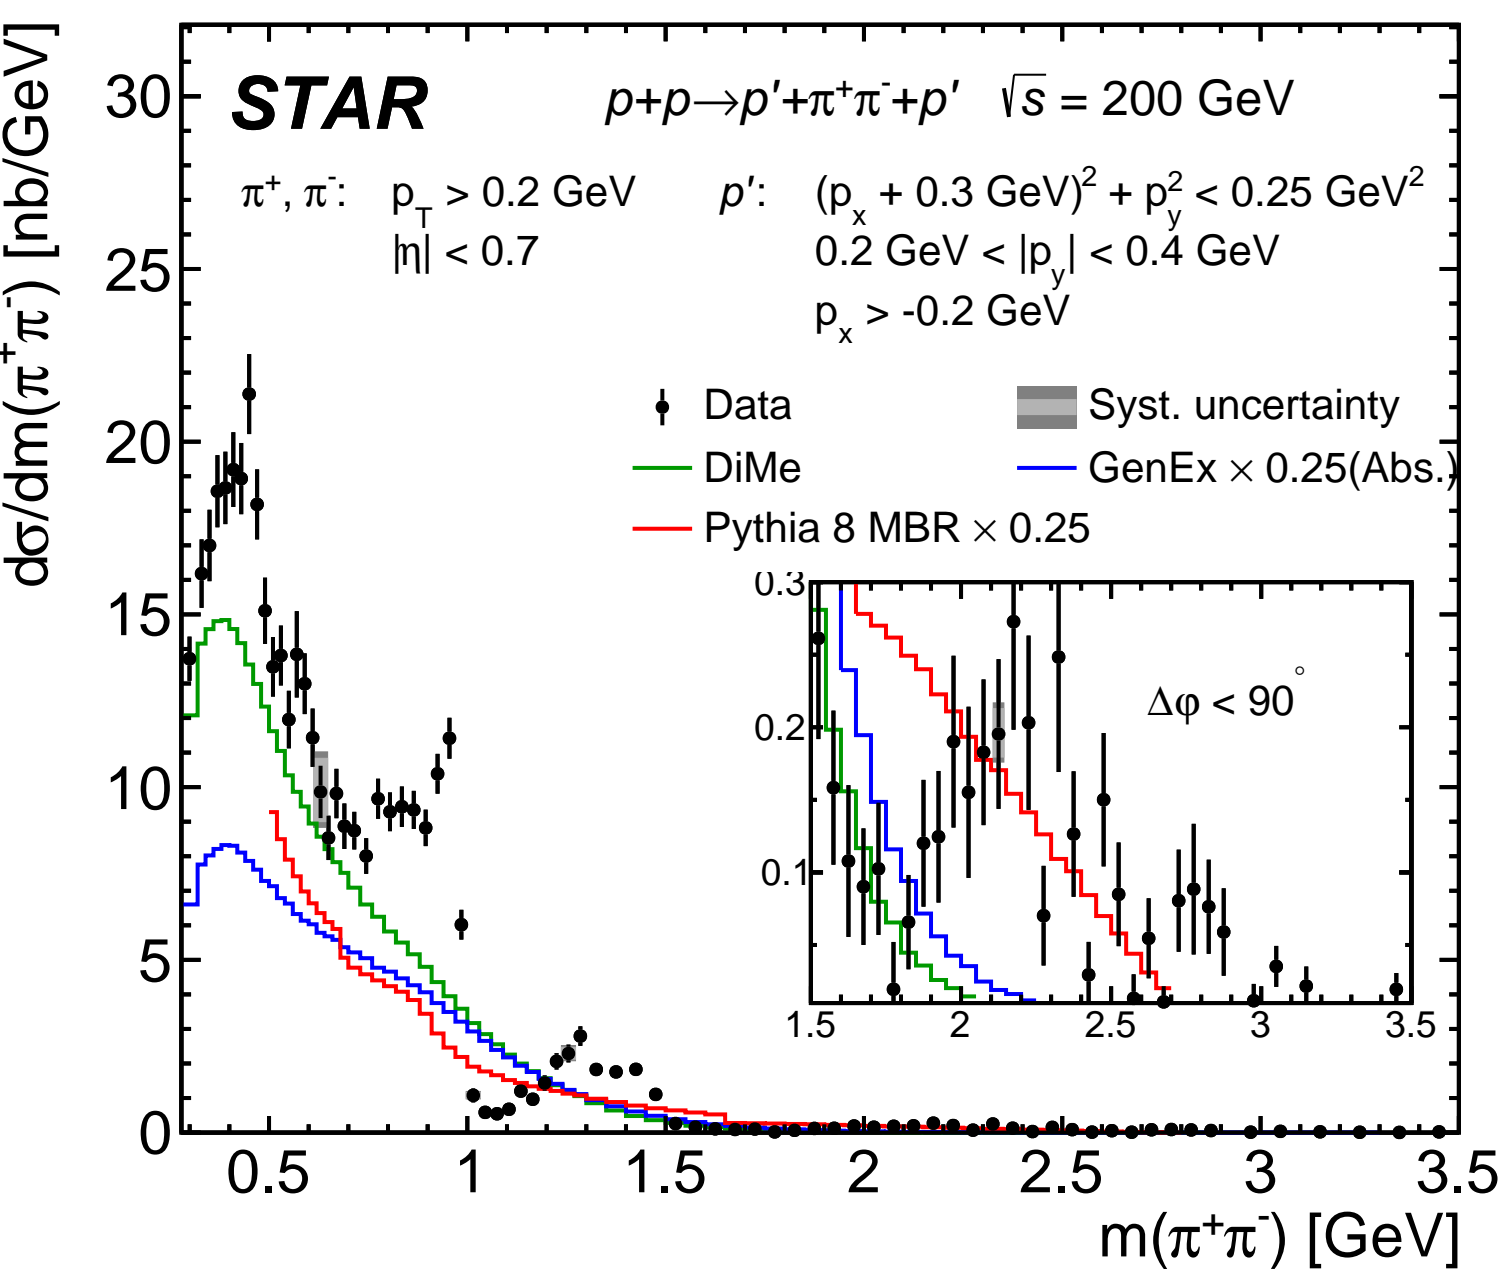 dσ/dm(π⁺π⁻) [nb/GeV]
STAR
p+p→p′+π⁺π⁻+p′ √s = 200 GeV
π⁺, π⁻: p_T > 0.2 GeV
|η| < 0.7
p′: (p_x + 0.3 GeV)² + p_y² < 0.25 GeV²
0.2 GeV < |p_y| < 0.4 GeV
p_x > -0.2 GeV
Data
Syst. uncertainty
DiMe
GenEx × 0.25(Abs.)
Pythia 8 MBR × 0.25
30
25
20
15
10
5
0
0.3
0.2
0.1
Δφ < 90°
1.5 2 2.5 3 3.5
0.5 1 1.5 2 2.5 3 3.5
m(π⁺π⁻) [GeV]